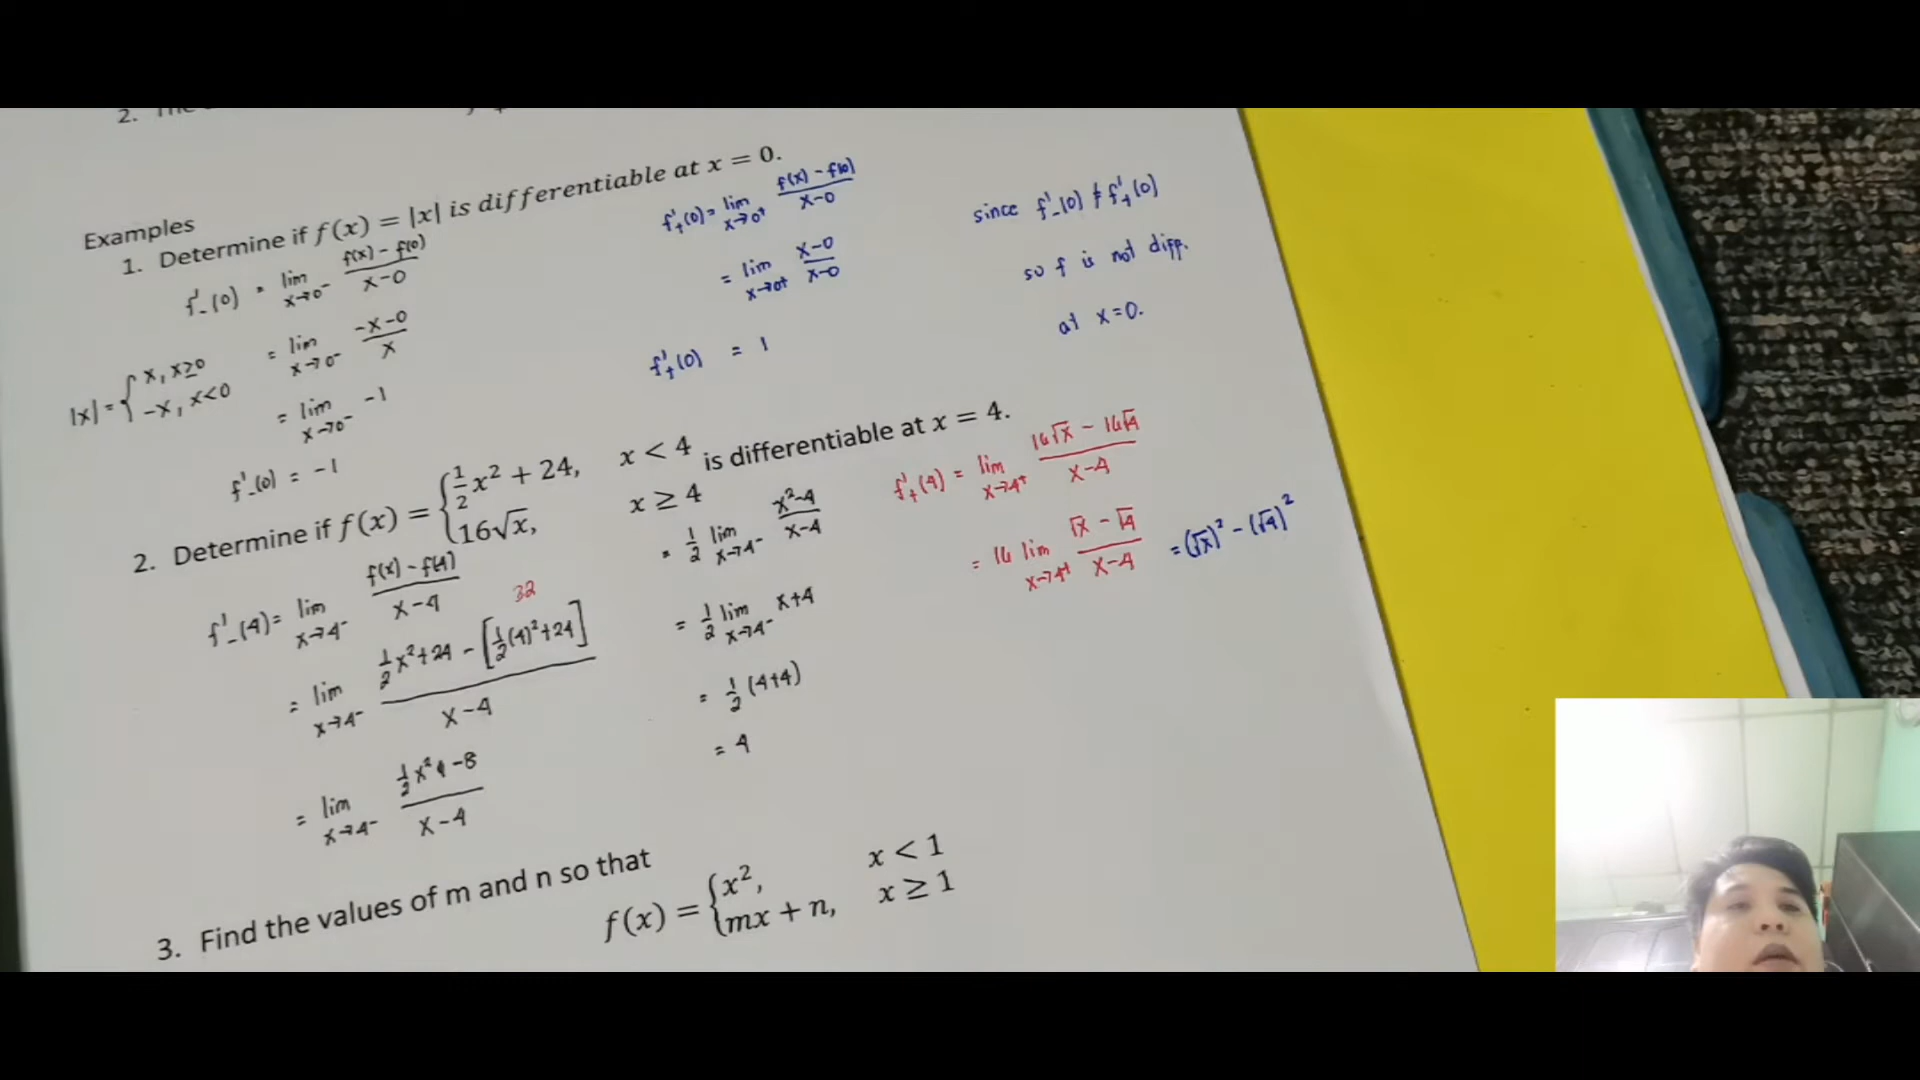 2. The
Examples
1. Determine if f(x) = |x| is differentiable at x = 0.
f'₋(0) = lim x→0⁻ (f(x) - f(0))/(x-0)
|x| = { x, x≥0
-x, x<0
= lim x→0⁻ (-x-0)/x
= lim x→0⁻ -1
f'₋(0) = -1
f'₊(0) = lim x→0⁺ (f(x) - f(0))/(x-0)
= lim x→0⁺ (x-0)/(x-0)
f'₊(0) = 1
since f'₋(0) ≠ f'₊(0)
so f is not diff.
at x=0.
2. Determine if f(x) = { ½x² + 24, x < 4
16√x, x ≥ 4 is differentiable at x = 4.
f'₋(4) = lim x→4⁻ (f(x) - f(4))/(x-4)
32
= lim x→4⁻ (½x²+24 - [½(4)²+24])/(x-4)
= lim x→4⁻ (½x² -8)/(x-4)
= ½ lim x→4⁻ (x²-4)/(x-4)
= ½ lim x→4⁻ x+4
= ½ (4+4)
= 4
f'₊(4) = lim x→4⁺ (16√x - 16√4)/(x-4)
= 16 lim x→4⁺ (√x - √4)/(x-4) = (√x)² - (√4)²
3. Find the values of m and n so that
f(x) = { x², x < 1
mx + n, x ≥ 1